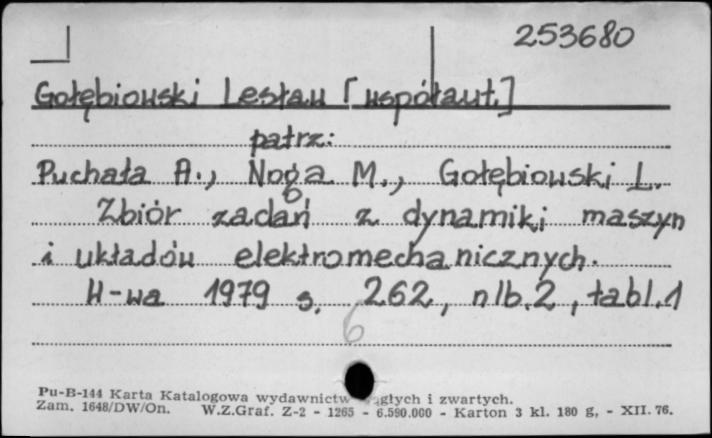 253680
Gołębiowski Lesław [współaut.]
patrz:
Puchała A., Noga M., Gołębiowski L.
Zbiór zadań z dynamiki maszyn
i układów elektromechanicznych.
W-wa 1979 s. 262, nlb. 2, tabl. 1
6
Pu-B-144 Karta Katalogowa wydawnictw ciągłych i zwartych.
Zam. 1648/DW/On. W.Z.Graf. Z-2 - 1265 - 6.590.000 - Karton 3 kl. 180 g, - XII. 76.